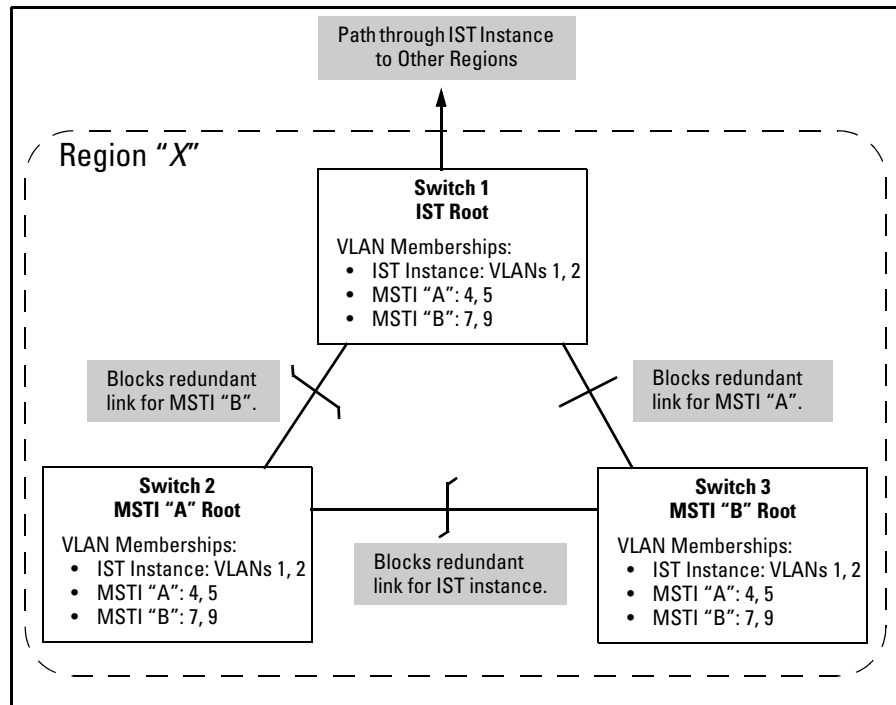 Path through IST Instance
to Other Regions
Region “X”
Switch 1
IST Root
VLAN Memberships:
• IST Instance: VLANs 1, 2
• MSTI “A”: 4, 5
• MSTI “B”: 7, 9
Blocks redundant
link for MSTI “B”.
Blocks redundant
link for MSTI “A”.
Switch 2
MSTI “A” Root
VLAN Memberships:
• IST Instance: VLANs 1, 2
• MSTI “A”: 4, 5
• MSTI “B”: 7, 9
Blocks redundant
link for IST instance.
Switch 3
MSTI “B” Root
VLAN Memberships:
• IST Instance: VLANs 1, 2
• MSTI “A”: 4, 5
• MSTI “B”: 7, 9